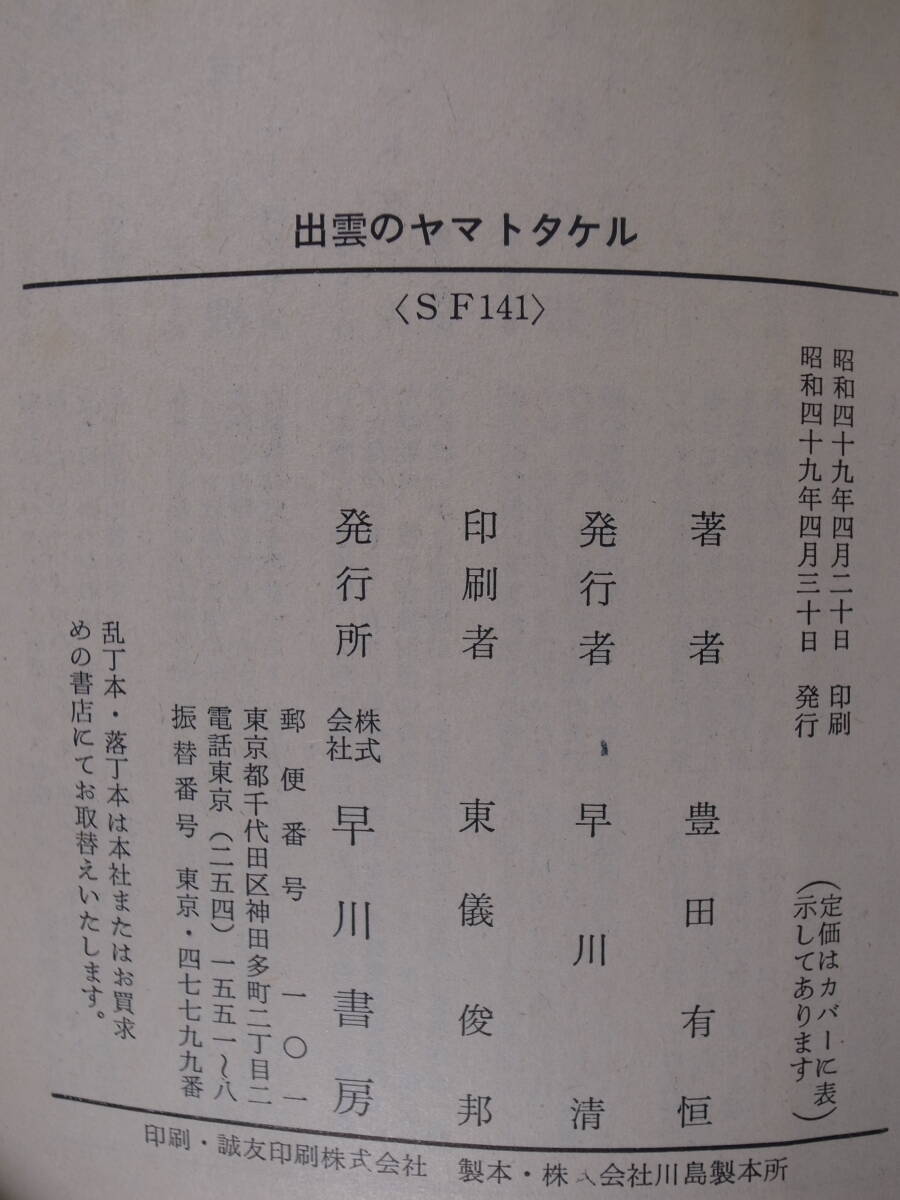 出雲のヤマトタケル
〈SF141〉
昭和四十九年四月二十日 印刷
昭和四十九年四月三十日 発行
(定価はカバーに表
示してあります)
著者 豊田有恒
発行者 早川清
印刷者 東儀俊邦
発行所 株式会社 早川書房
郵便番号 一〇一
東京都千代田区神田多町二丁目二
電話東京(二五四)一五五一~八
振替番号 東京・四七七九九番
乱丁本・落丁本は本社またはお買求
めの書店にてお取替えいたします。
印刷・誠友印刷株式会社 製本・株 会社川島製本所